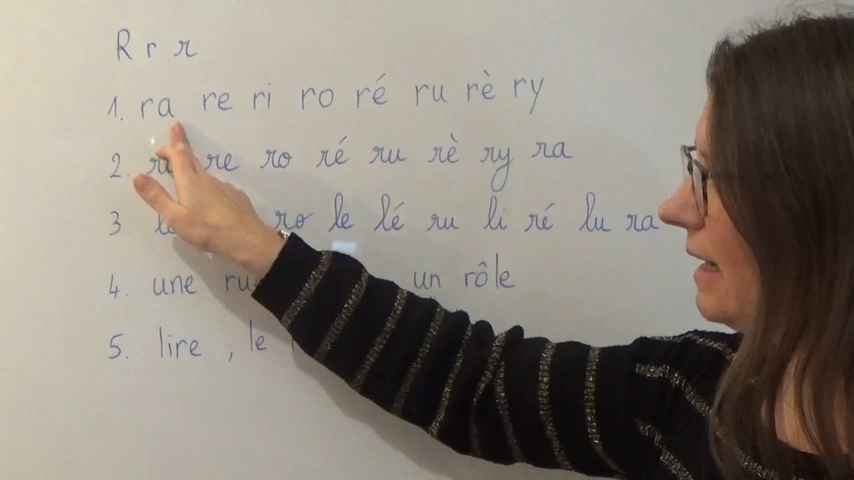 R r r
1. ra re ri ro ré ru rè ry
2. re ro ré ru rè ry ra
3. ro le lé ru li ré lu ra
4. une un rôle
5. lire , le